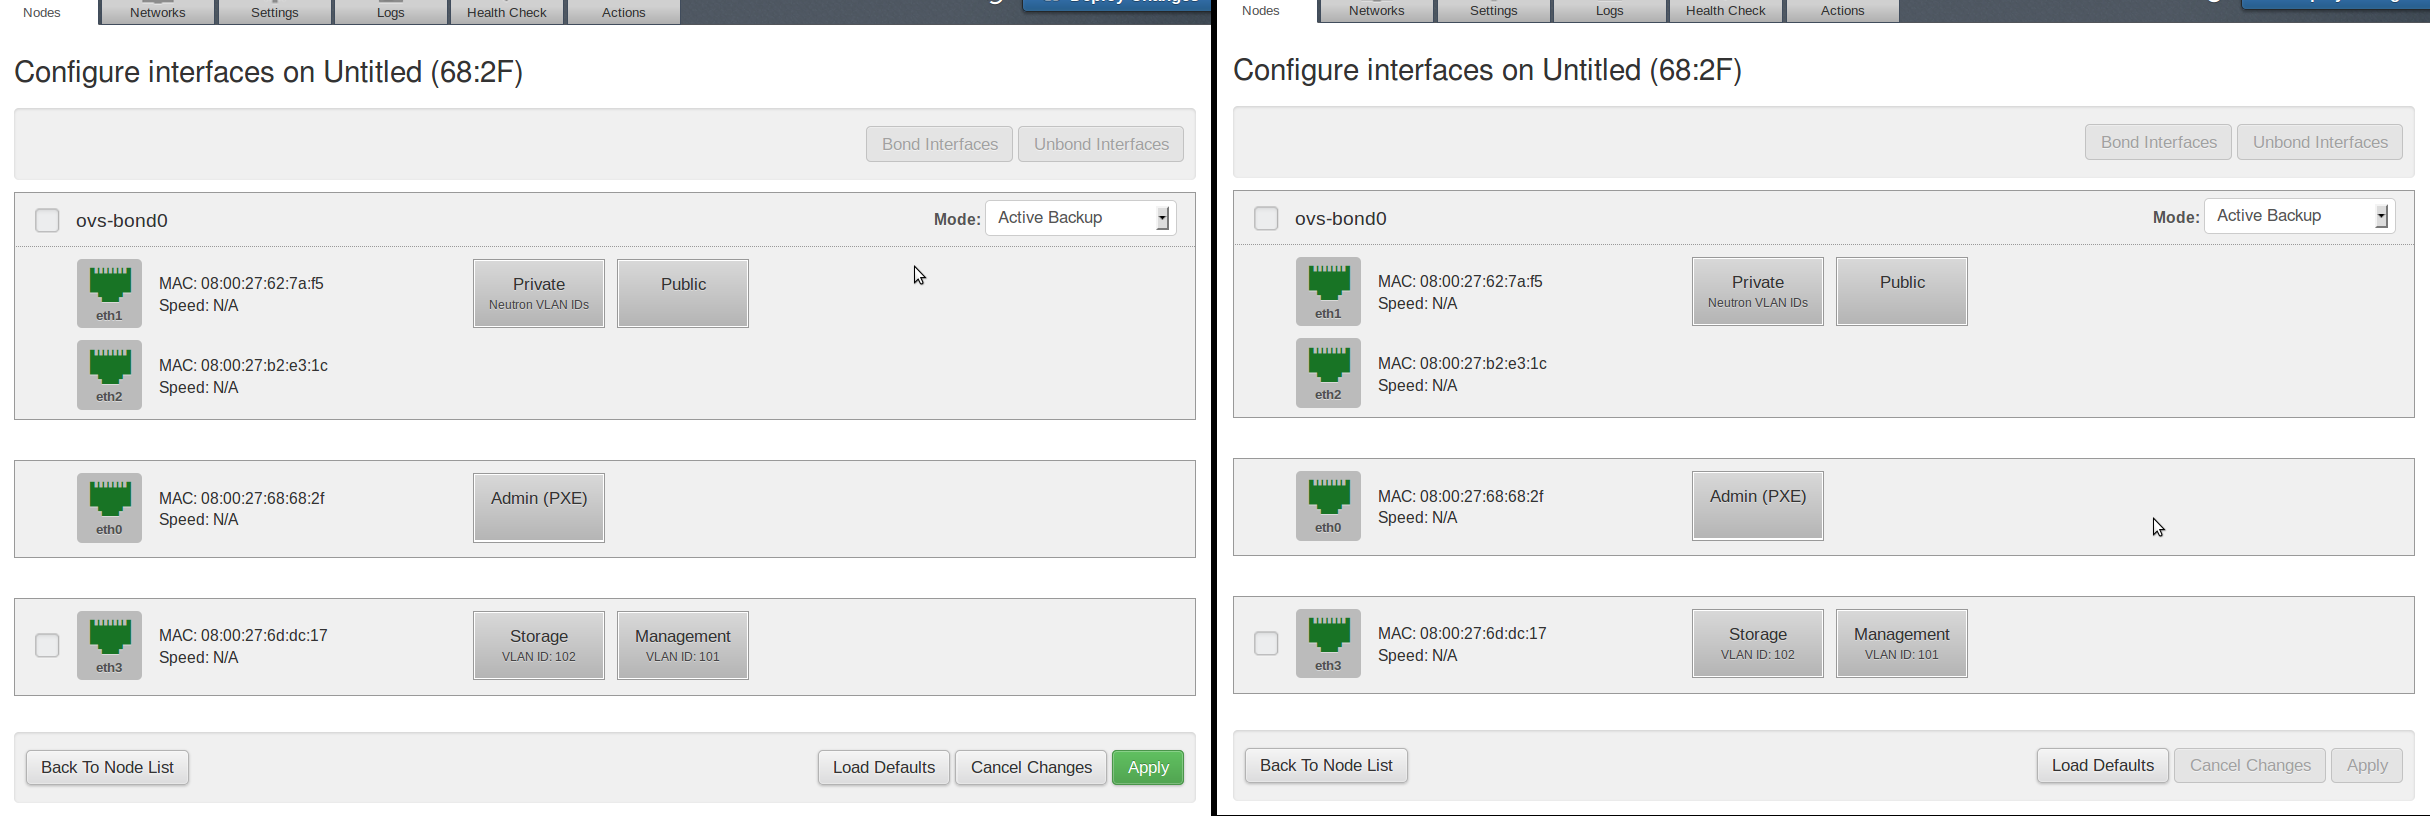 Nodes
Networks
Settings
Logs
Health Check
Actions
Configure interfaces on Untitled (68:2F)
Bond Interfaces
Unbond Interfaces
ovs-bond0
Mode:
Active Backup
eth1
MAC: 08:00:27:62:7a:f5
Speed: N/A
Private
Neutron VLAN IDs
Public
eth2
MAC: 08:00:27:b2:e3:1c
Speed: N/A
eth0
MAC: 08:00:27:68:68:2f
Speed: N/A
Admin (PXE)
eth3
MAC: 08:00:27:6d:dc:17
Speed: N/A
Storage
VLAN ID: 102
Management
VLAN ID: 101
Back To Node List
Load Defaults
Cancel Changes
Apply
Nodes
Networks
Settings
Logs
Health Check
Actions
Configure interfaces on Untitled (68:2F)
Bond Interfaces
Unbond Interfaces
ovs-bond0
Mode:
Active Backup
eth1
MAC: 08:00:27:62:7a:f5
Speed: N/A
Private
Neutron VLAN IDs
Public
eth2
MAC: 08:00:27:b2:e3:1c
Speed: N/A
eth0
MAC: 08:00:27:68:68:2f
Speed: N/A
Admin (PXE)
eth3
MAC: 08:00:27:6d:dc:17
Speed: N/A
Storage
VLAN ID: 102
Management
VLAN ID: 101
Back To Node List
Load Defaults
Cancel Changes
Apply